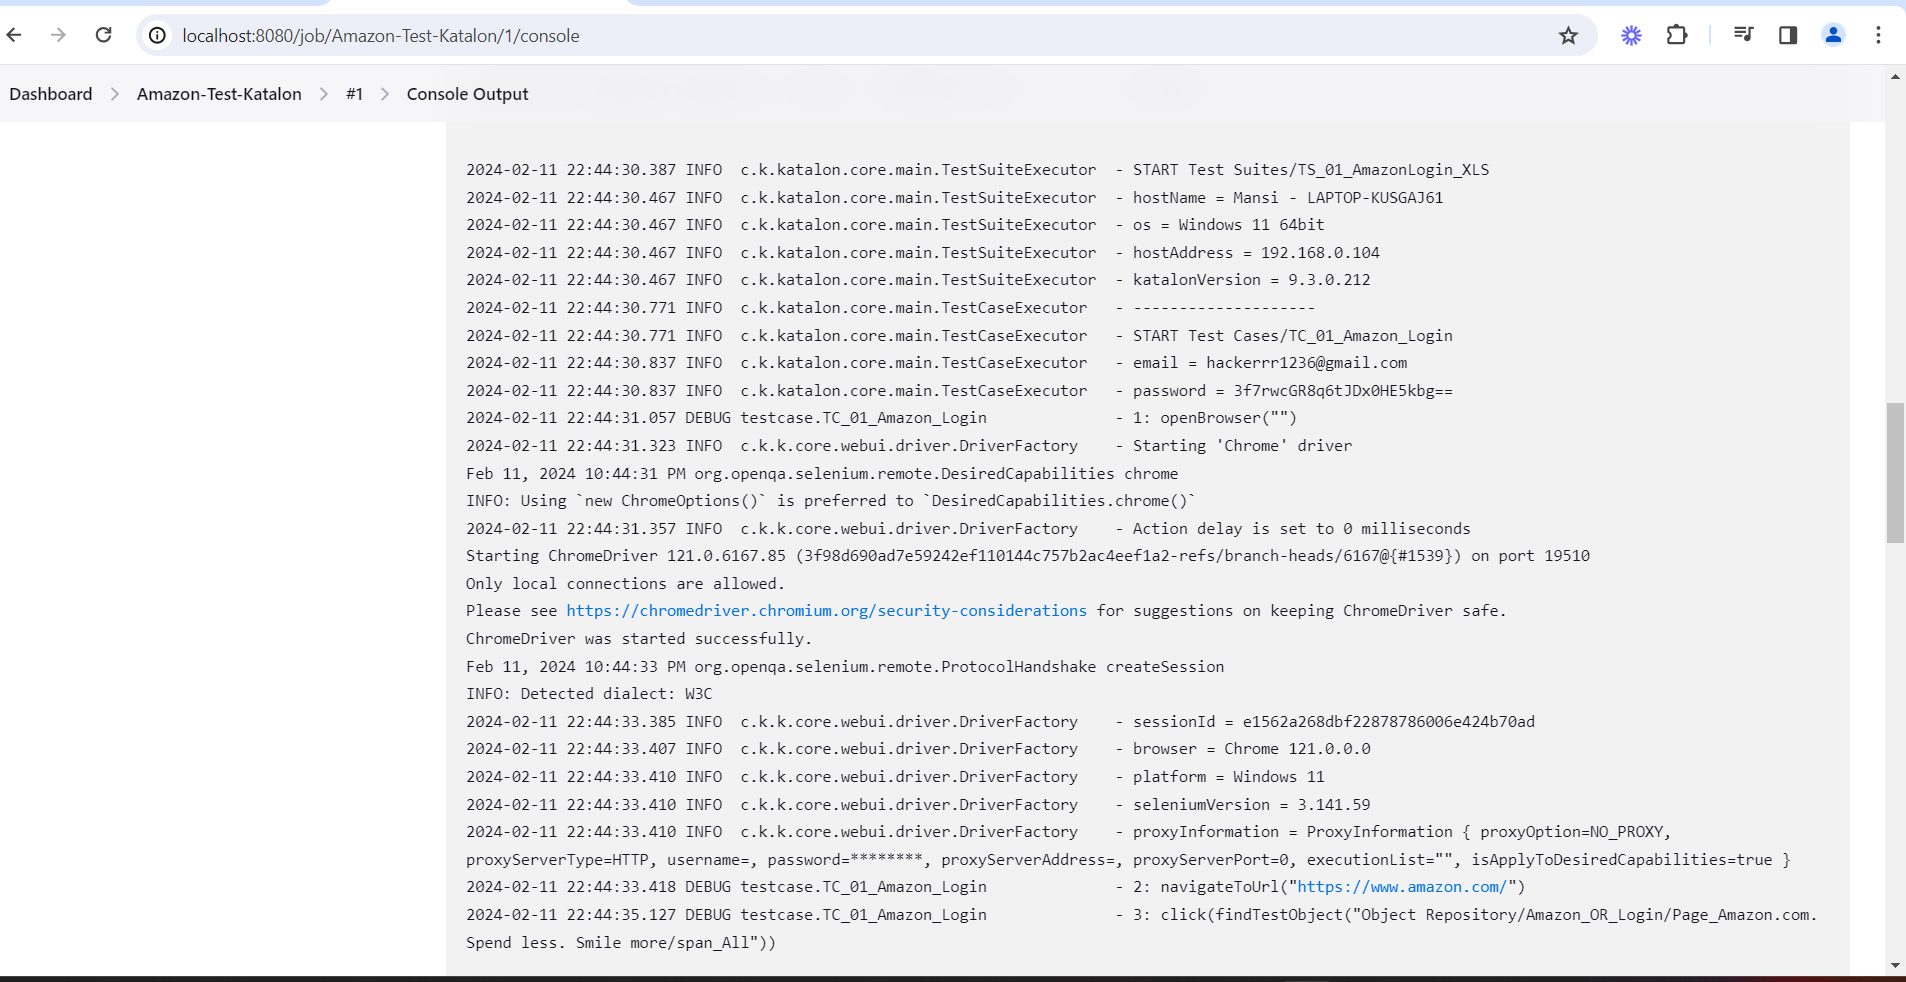 localhost:8080/job/Amazon-Test-Katalon/1/console
Dashboard > Amazon-Test-Katalon > #1 > Console Output
2024-02-11 22:44:30.387 INFO  c.k.katalon.core.main.TestSuiteExecutor  - START Test Suites/TS_01_AmazonLogin_XLS
2024-02-11 22:44:30.467 INFO  c.k.katalon.core.main.TestSuiteExecutor  - hostName = Mansi - LAPTOP-KUSGAJ61
2024-02-11 22:44:30.467 INFO  c.k.katalon.core.main.TestSuiteExecutor  - os = Windows 11 64bit
2024-02-11 22:44:30.467 INFO  c.k.katalon.core.main.TestSuiteExecutor  - hostAddress = 192.168.0.104
2024-02-11 22:44:30.467 INFO  c.k.katalon.core.main.TestSuiteExecutor  - katalonVersion = 9.3.0.212
2024-02-11 22:44:30.771 INFO  c.k.katalon.core.main.TestCaseExecutor   - --------------------
2024-02-11 22:44:30.771 INFO  c.k.katalon.core.main.TestCaseExecutor   - START Test Cases/TC_01_Amazon_Login
2024-02-11 22:44:30.837 INFO  c.k.katalon.core.main.TestCaseExecutor   - email = hackerrr1236@gmail.com
2024-02-11 22:44:30.837 INFO  c.k.katalon.core.main.TestCaseExecutor   - password = 3f7rwcGR8q6tJDx0HE5kbg==
2024-02-11 22:44:31.057 DEBUG testcase.TC_01_Amazon_Login              - 1: openBrowser("")
2024-02-11 22:44:31.323 INFO  c.k.k.core.webui.driver.DriverFactory    - Starting 'Chrome' driver
Feb 11, 2024 10:44:31 PM org.openqa.selenium.remote.DesiredCapabilities chrome
INFO: Using `new ChromeOptions()` is preferred to `DesiredCapabilities.chrome()`
2024-02-11 22:44:31.357 INFO  c.k.k.core.webui.driver.DriverFactory    - Action delay is set to 0 milliseconds
Starting ChromeDriver 121.0.6167.85 (3f98d690ad7e59242ef110144c757b2ac4eef1a2-refs/branch-heads/6167@{#1539}) on port 19510
Only local connections are allowed.
Please see https://chromedriver.chromium.org/security-considerations for suggestions on keeping ChromeDriver safe.
ChromeDriver was started successfully.
Feb 11, 2024 10:44:33 PM org.openqa.selenium.remote.ProtocolHandshake createSession
INFO: Detected dialect: W3C
2024-02-11 22:44:33.385 INFO  c.k.k.core.webui.driver.DriverFactory    - sessionId = e1562a268dbf22878786006e424b70ad
2024-02-11 22:44:33.407 INFO  c.k.k.core.webui.driver.DriverFactory    - browser = Chrome 121.0.0.0
2024-02-11 22:44:33.410 INFO  c.k.k.core.webui.driver.DriverFactory    - platform = Windows 11
2024-02-11 22:44:33.410 INFO  c.k.k.core.webui.driver.DriverFactory    - seleniumVersion = 3.141.59
2024-02-11 22:44:33.410 INFO  c.k.k.core.webui.driver.DriverFactory    - proxyInformation = ProxyInformation { proxyOption=NO_PROXY,
proxyServerType=HTTP, username=, password=********, proxyServerAddress=, proxyServerPort=0, executionList="", isApplyToDesiredCapabilities=true }
2024-02-11 22:44:33.418 DEBUG testcase.TC_01_Amazon_Login              - 2: navigateToUrl("https://www.amazon.com/")
2024-02-11 22:44:35.127 DEBUG testcase.TC_01_Amazon_Login              - 3: click(findTestObject("Object Repository/Amazon_OR_Login/Page_Amazon.com.
Spend less. Smile more/span_All"))